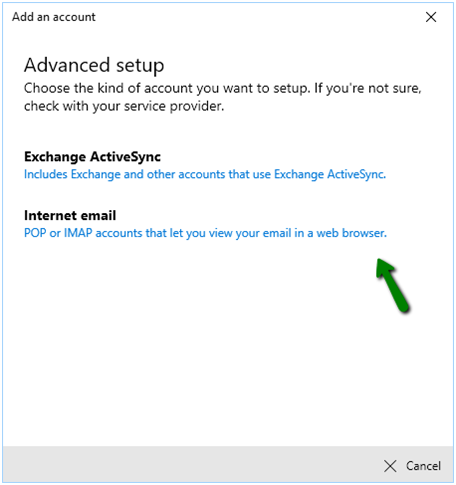 Add an account
Advanced setup
Choose the kind of account you want to setup. If you're not sure,
check with your service provider.
Exchange ActiveSync
Includes Exchange and other accounts that use Exchange ActiveSync.
Internet email
POP or IMAP accounts that let you view your email in a web browser.
Cancel